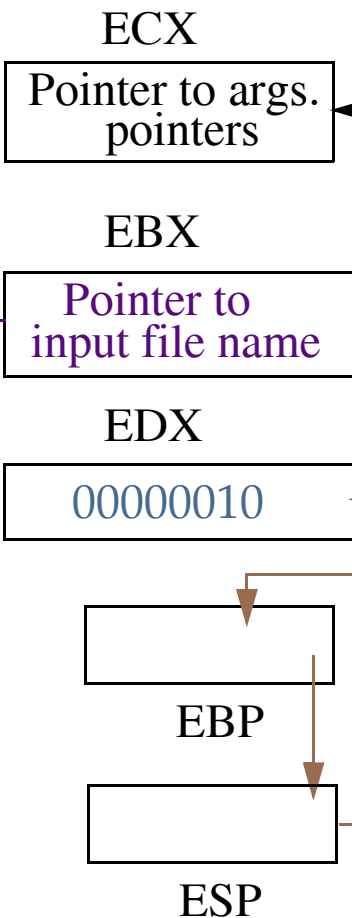 ECX
Pointer to args.
pointers
EBX
Pointer to
input file name
EDX
00000010
EBP
ESP